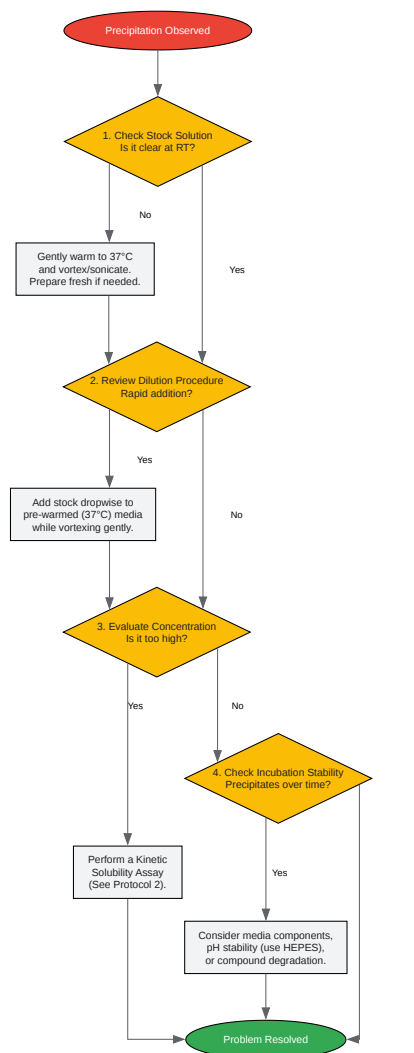 Precipitation Observed
1. Check Stock Solution
Is it clear at RT?
No
Gently warm to 37°C
and vortex/sonicate.
Prepare fresh if needed.
Yes
2. Review Dilution Procedure
Rapid addition?
Yes
Add stock dropwise to
pre-warmed (37°C) media
while vortexing gently.
No
3. Evaluate Concentration
Is it too high?
Yes
No
4. Check Incubation Stability
Precipitates over time?
Perform a Kinetic
Solubility Assay
(See Protocol 2).
Yes
Consider media components,
pH stability (use HEPES),
or compound degradation.
Problem Resolved